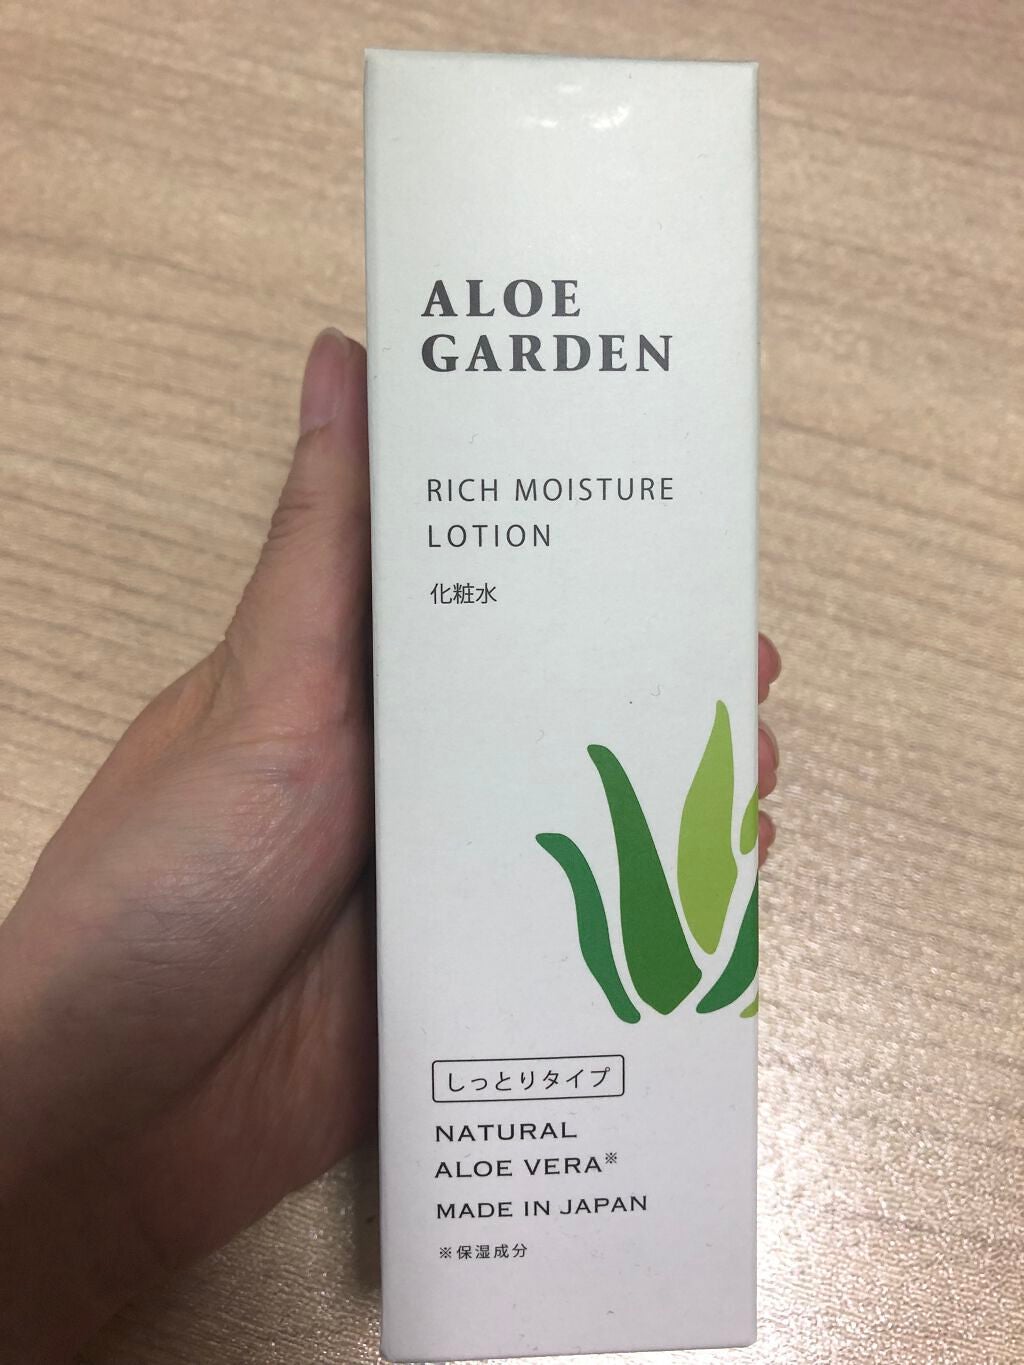 ALOE
GARDEN
RICH MOISTURE
LOTION
化粧水
しっとりタイプ
NATURAL
ALOE VERA※
MADE IN JAPAN
※保湿成分